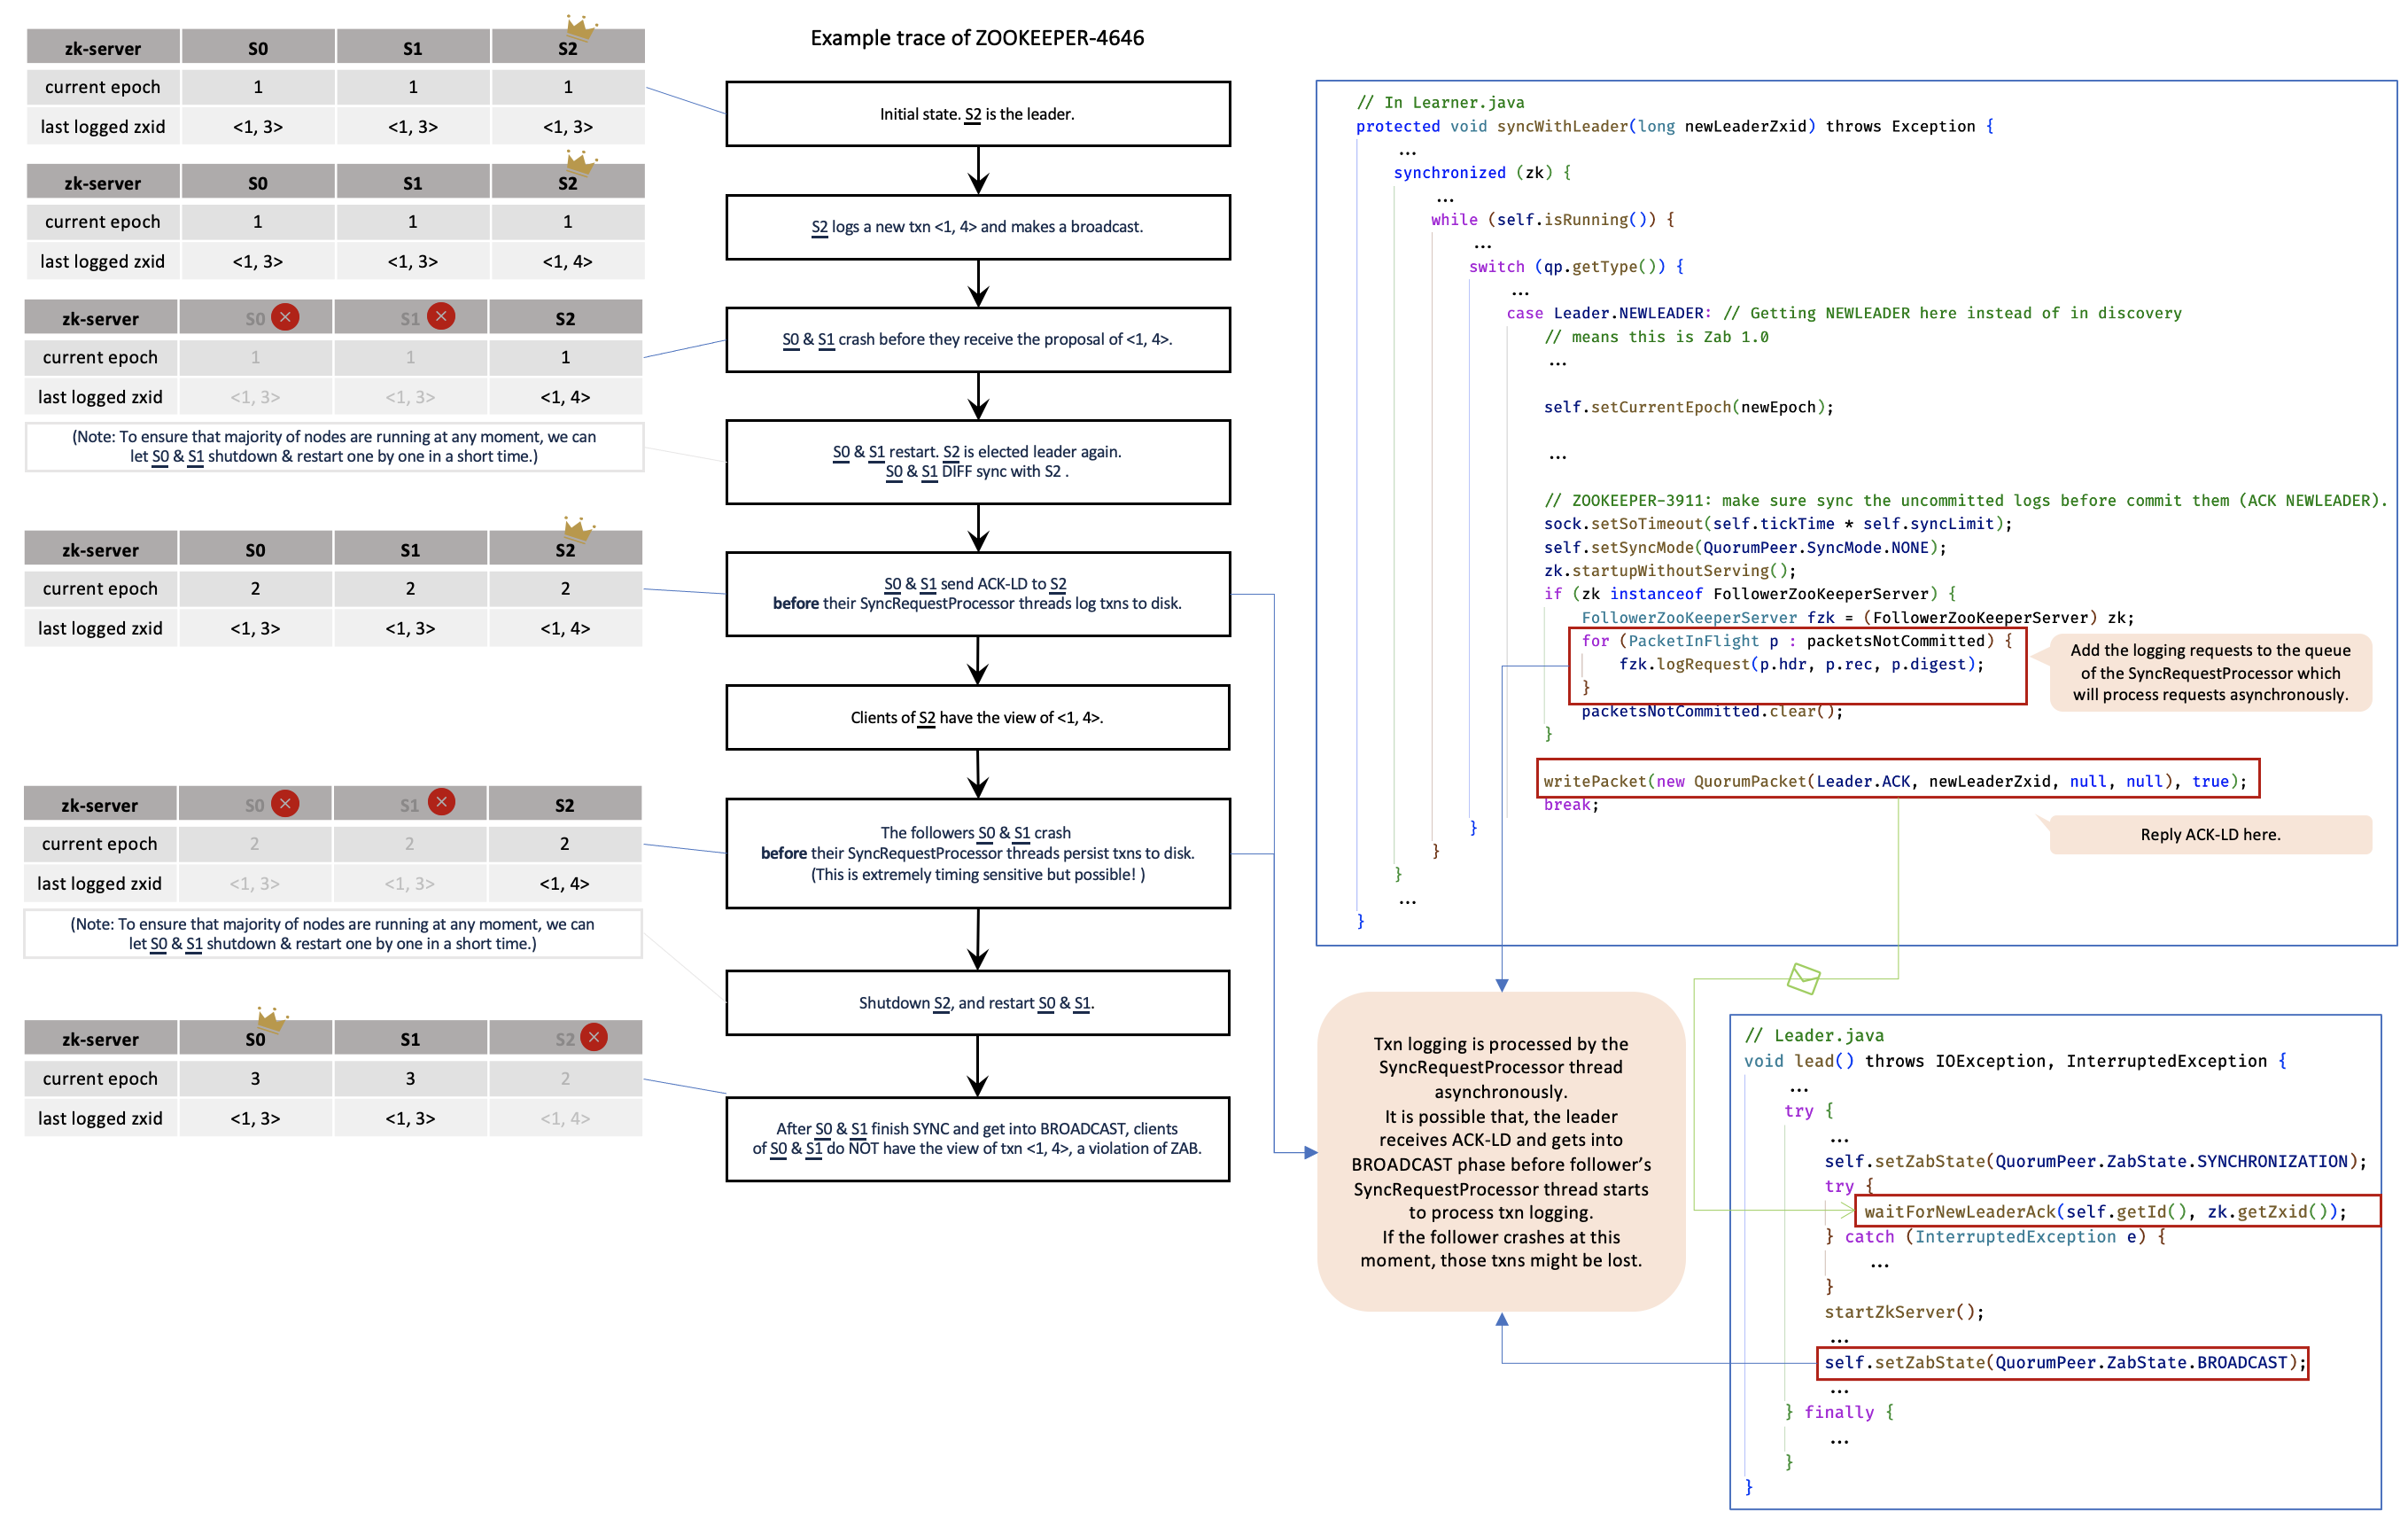 Example trace of ZOOKEEPER-4646
zk-server S0 S1 S2
current epoch 1 1 1
last logged zxid <1, 3> <1, 3> <1, 3>
zk-server S0 S1 S2
current epoch 1 1 1
last logged zxid <1, 3> <1, 3> <1, 4>
zk-server S0 S1 S2
current epoch 1 1 1
last logged zxid <1, 3> <1, 3> <1, 4>
(Note: To ensure that majority of nodes are running at any moment, we can
let S0 & S1 shutdown & restart one by one in a short time.)
zk-server S0 S1 S2
current epoch 2 2 2
last logged zxid <1, 3> <1, 3> <1, 4>
zk-server S0 S1 S2
current epoch 2 2 2
last logged zxid <1, 3> <1, 3> <1, 4>
(Note: To ensure that majority of nodes are running at any moment, we can
let S0 & S1 shutdown & restart one by one in a short time.)
zk-server S0 S1 S2
current epoch 3 3 2
last logged zxid <1, 3> <1, 3> <1, 4>
Initial state. S2 is the leader.
S2 logs a new txn <1, 4> and makes a broadcast.
S0 & S1 crash before they receive the proposal of <1, 4>.
S0 & S1 restart. S2 is elected leader again.
S0 & S1 DIFF sync with S2 .
S0 & S1 send ACK-LD to S2
before their SyncRequestProcessor threads log txns to disk.
Clients of S2 have the view of <1, 4>.
The followers S0 & S1 crash
before their SyncRequestProcessor threads persist txns to disk.
(This is extremely timing sensitive but possible! )
Shutdown S2, and restart S0 & S1.
After S0 & S1 finish SYNC and get into BROADCAST, clients
of S0 & S1 do NOT have the view of txn <1, 4>, a violation of ZAB.
// In Learner.java
protected void syncWithLeader(long newLeaderZxid) throws Exception {
...
synchronized (zk) {
...
while (self.isRunning()) {
...
switch (qp.getType()) {
...
case Leader.NEWLEADER: // Getting NEWLEADER here instead of in discovery
// means this is Zab 1.0
...
self.setCurrentEpoch(newEpoch);
...
// ZOOKEEPER-3911: make sure sync the uncommitted logs before commit them (ACK NEWLEADER).
sock.setSoTimeout(self.tickTime * self.syncLimit);
self.setSyncMode(QuorumPeer.SyncMode.NONE);
zk.startupWithoutServing();
if (zk instanceof FollowerZooKeeperServer) {
FollowerZooKeeperServer fzk = (FollowerZooKeeperServer) zk;
for (PacketInFlight p : packetsNotCommitted) {
fzk.logRequest(p.hdr, p.rec, p.digest);
}
packetsNotCommitted.clear();
}
writePacket(new QuorumPacket(Leader.ACK, newLeaderZxid, null, null), true);
break;
}
}
}
...
}
Add the logging requests to the queue
of the SyncRequestProcessor which
will process requests asynchronously.
Reply ACK-LD here.
Txn logging is processed by the
SyncRequestProcessor thread
asynchronously.
It is possible that, the leader
receives ACK-LD and gets into
BROADCAST phase before follower's
SyncRequestProcessor thread starts
to process txn logging.
If the follower crashes at this
moment, those txns might be lost.
// Leader.java
void lead() throws IOException, InterruptedException {
...
try {
...
self.setZabState(QuorumPeer.ZabState.SYNCHRONIZATION);
try {
waitForNewLeaderAck(self.getId(), zk.getZxid());
} catch (InterruptedException e) {
...
}
startZkServer();
...
self.setZabState(QuorumPeer.ZabState.BROADCAST);
...
} finally {
...
}
}